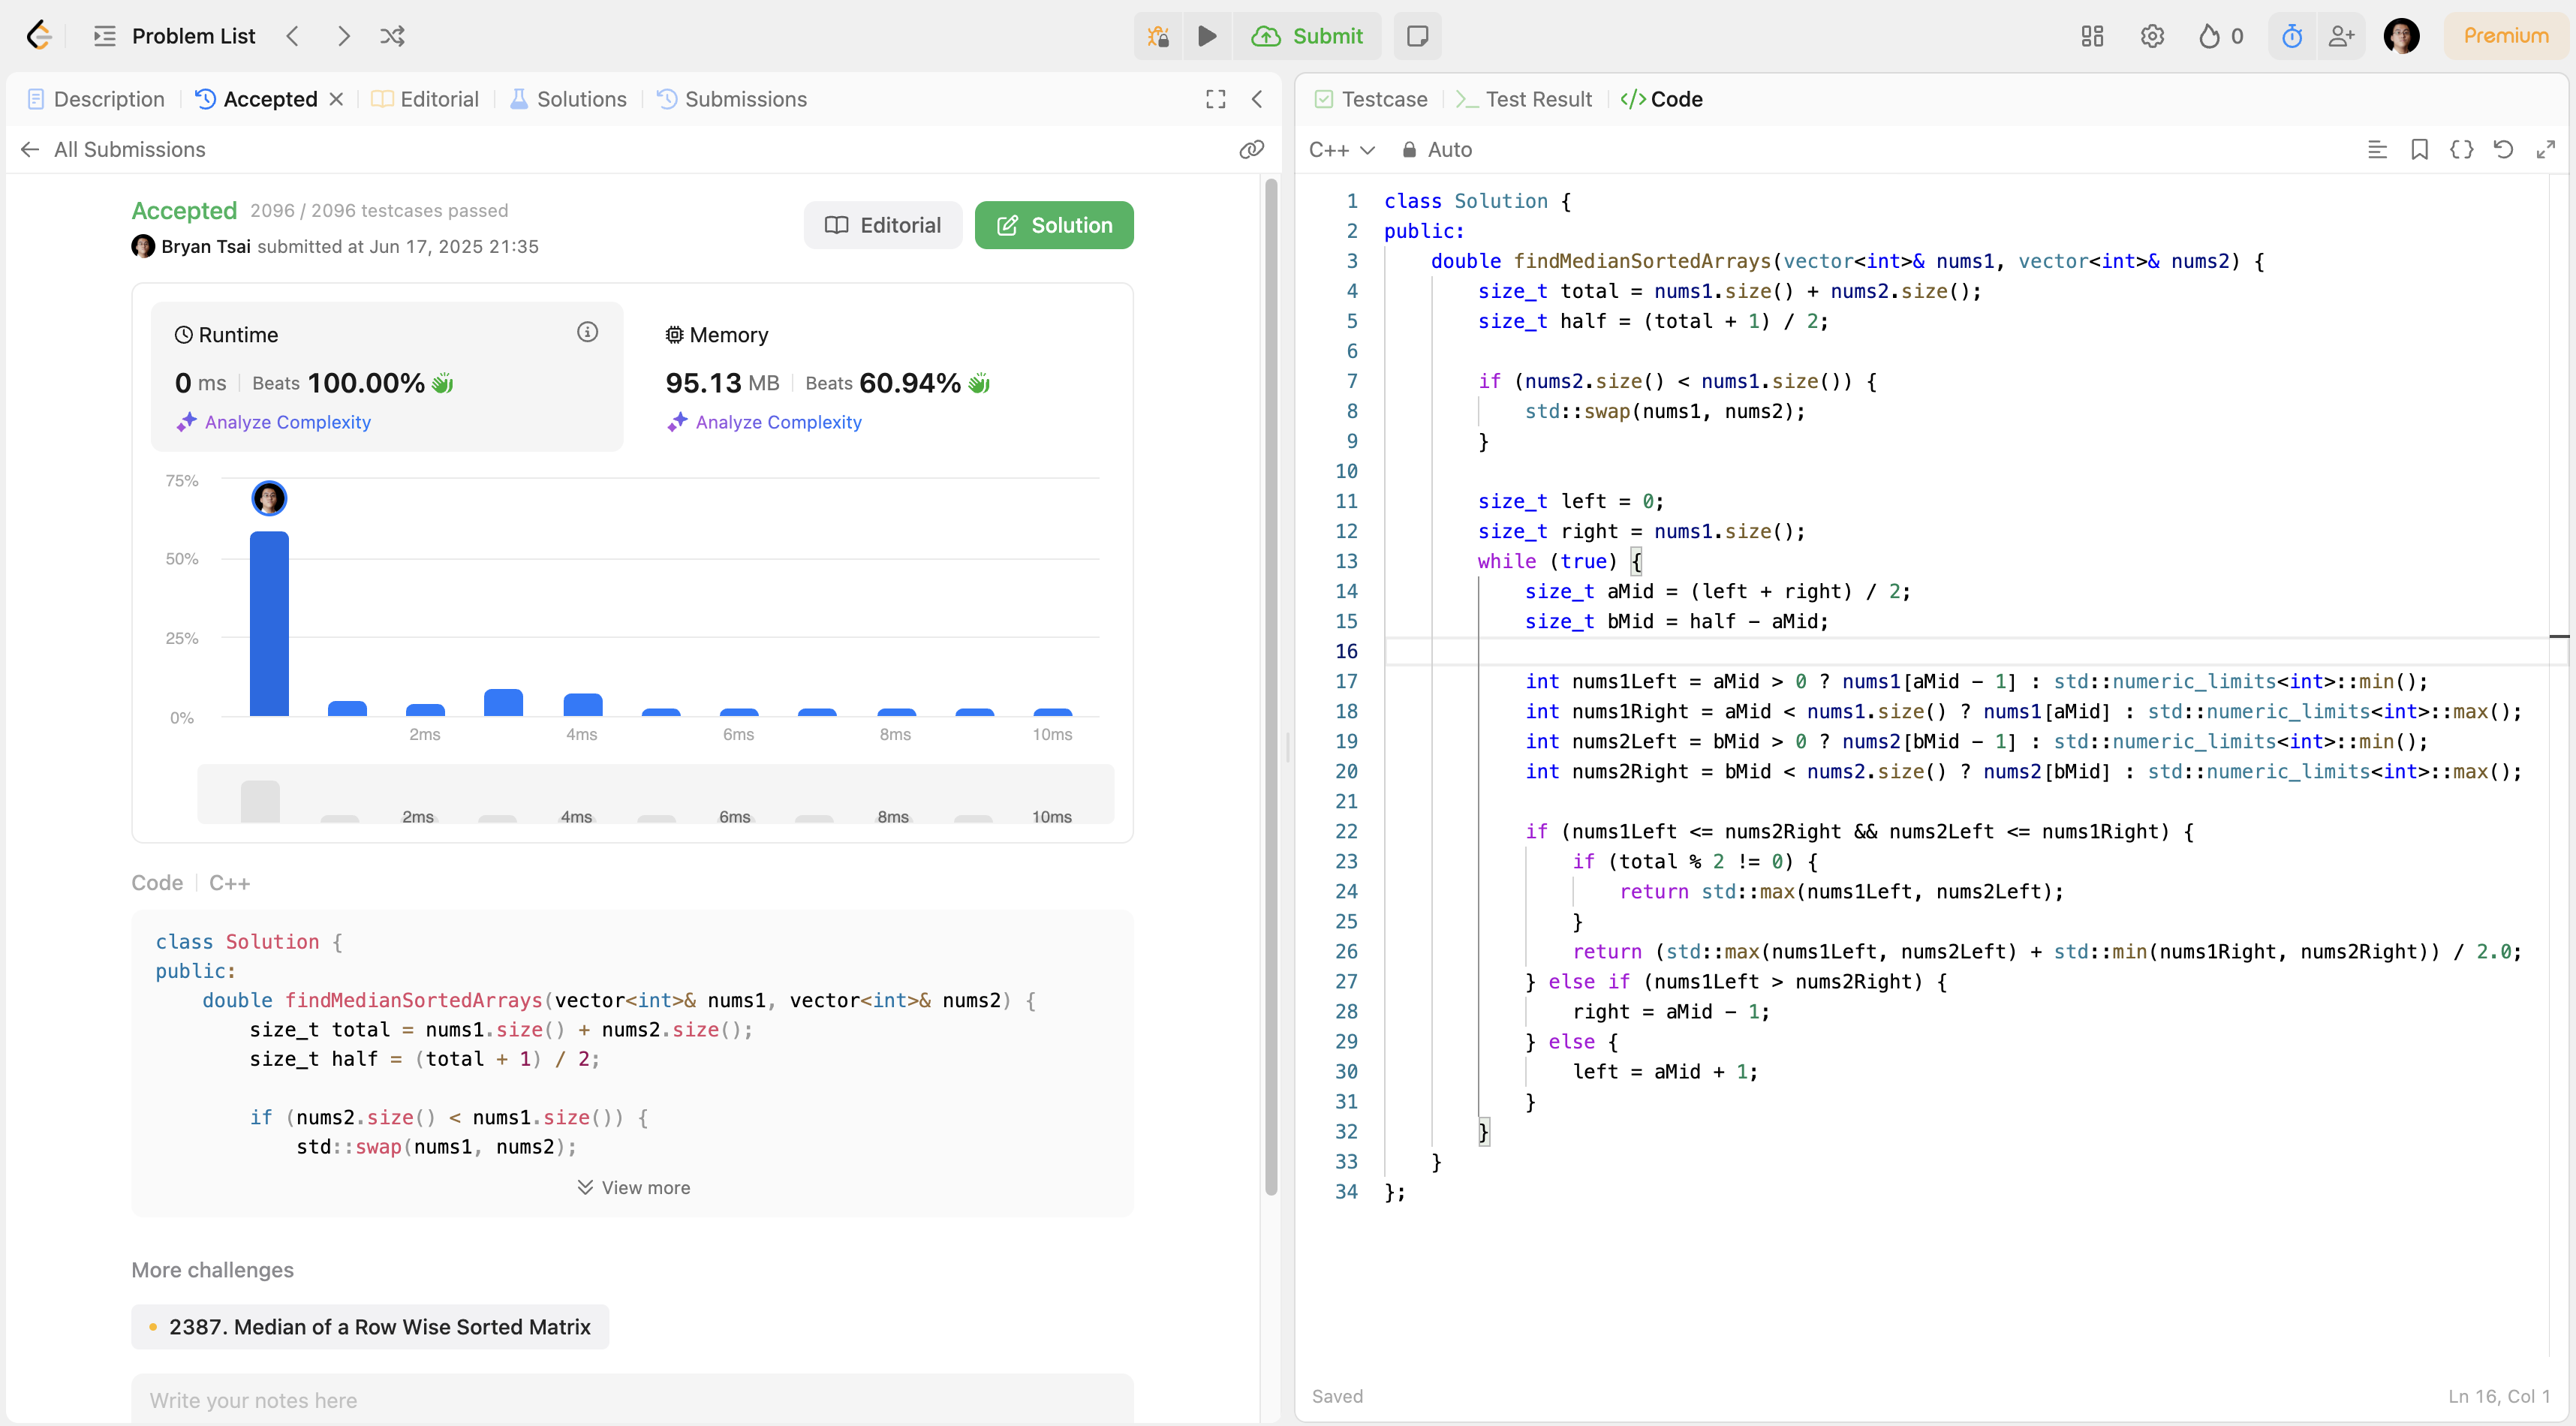 Problem List
Submit
0
Premium
Description
Accepted
Editorial
Solutions
Submissions
All Submissions
Accepted 2096 / 2096 testcases passed
Bryan Tsai submitted at Jun 17, 2025 21:35
Editorial
Solution
Runtime
0 ms Beats 100.00%
Analyze Complexity
Memory
95.13 MB Beats 60.94%
Analyze Complexity
75%
50%
25%
0%
2ms 4ms 6ms 8ms 10ms
2ms 4ms 6ms 8ms 10ms
Code C++
class Solution {
public:
    double findMedianSortedArrays(vector<int>& nums1, vector<int>& nums2) {
        size_t total = nums1.size() + nums2.size();
        size_t half = (total + 1) / 2;
        if (nums2.size() < nums1.size()) {
            std::swap(nums1, nums2);
View more
More challenges
2387. Median of a Row Wise Sorted Matrix
Write your notes here
Testcase
Test Result
</> Code
C++
Auto
1 class Solution {
2 public:
3     double findMedianSortedArrays(vector<int>& nums1, vector<int>& nums2) {
4         size_t total = nums1.size() + nums2.size();
5         size_t half = (total + 1) / 2;
6
7         if (nums2.size() < nums1.size()) {
8             std::swap(nums1, nums2);
9         }
10
11         size_t left = 0;
12         size_t right = nums1.size();
13         while (true) {
14             size_t aMid = (left + right) / 2;
15             size_t bMid = half - aMid;
16
17             int nums1Left = aMid > 0 ? nums1[aMid - 1] : std::numeric_limits<int>::min();
18             int nums1Right = aMid < nums1.size() ? nums1[aMid] : std::numeric_limits<int>::max();
19             int nums2Left = bMid > 0 ? nums2[bMid - 1] : std::numeric_limits<int>::min();
20             int nums2Right = bMid < nums2.size() ? nums2[bMid] : std::numeric_limits<int>::max();
21
22             if (nums1Left <= nums2Right && nums2Left <= nums1Right) {
23                 if (total % 2 != 0) {
24                     return std::max(nums1Left, nums2Left);
25                 }
26                 return (std::max(nums1Left, nums2Left) + std::min(nums1Right, nums2Right)) / 2.0;
27             } else if (nums1Left > nums2Right) {
28                 right = aMid - 1;
29             } else {
30                 left = aMid + 1;
31             }
32         }
33     }
34 };
Saved
Ln 16, Col 1